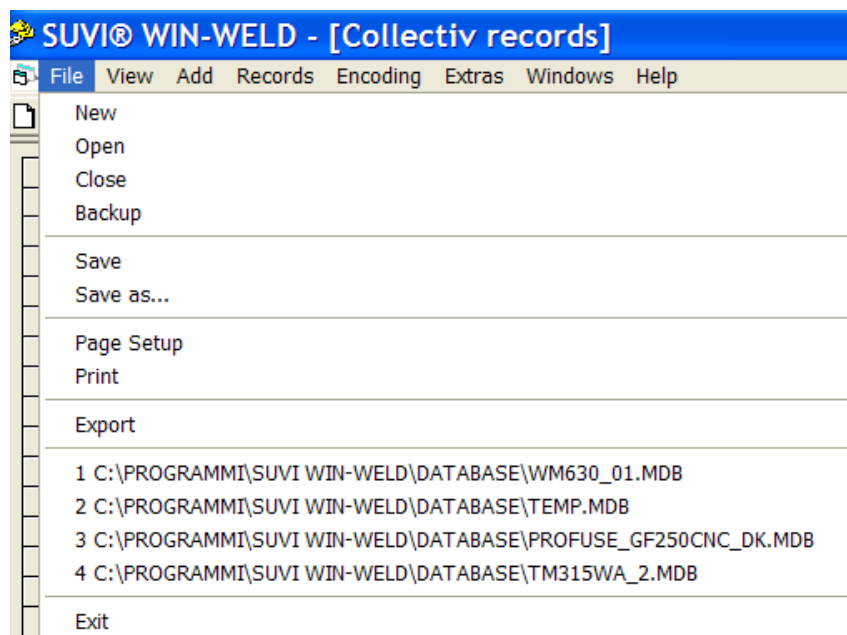 SUVI® WIN-WELD - [Collectiv records]
File View Add Records Encoding Extras Windows Help
New
Open
Close
Backup
Save
Save as...
Page Setup
Print
Export
1 C:\PROGRAMMI\SUVI WIN-WELD\DATABASE\WM630_01.MDB
2 C:\PROGRAMMI\SUVI WIN-WELD\DATABASE\TEMP.MDB
3 C:\PROGRAMMI\SUVI WIN-WELD\DATABASE\PROFUSE_GF250CNC_DK.MDB
4 C:\PROGRAMMI\SUVI WIN-WELD\DATABASE\TM315WA_2.MDB
Exit